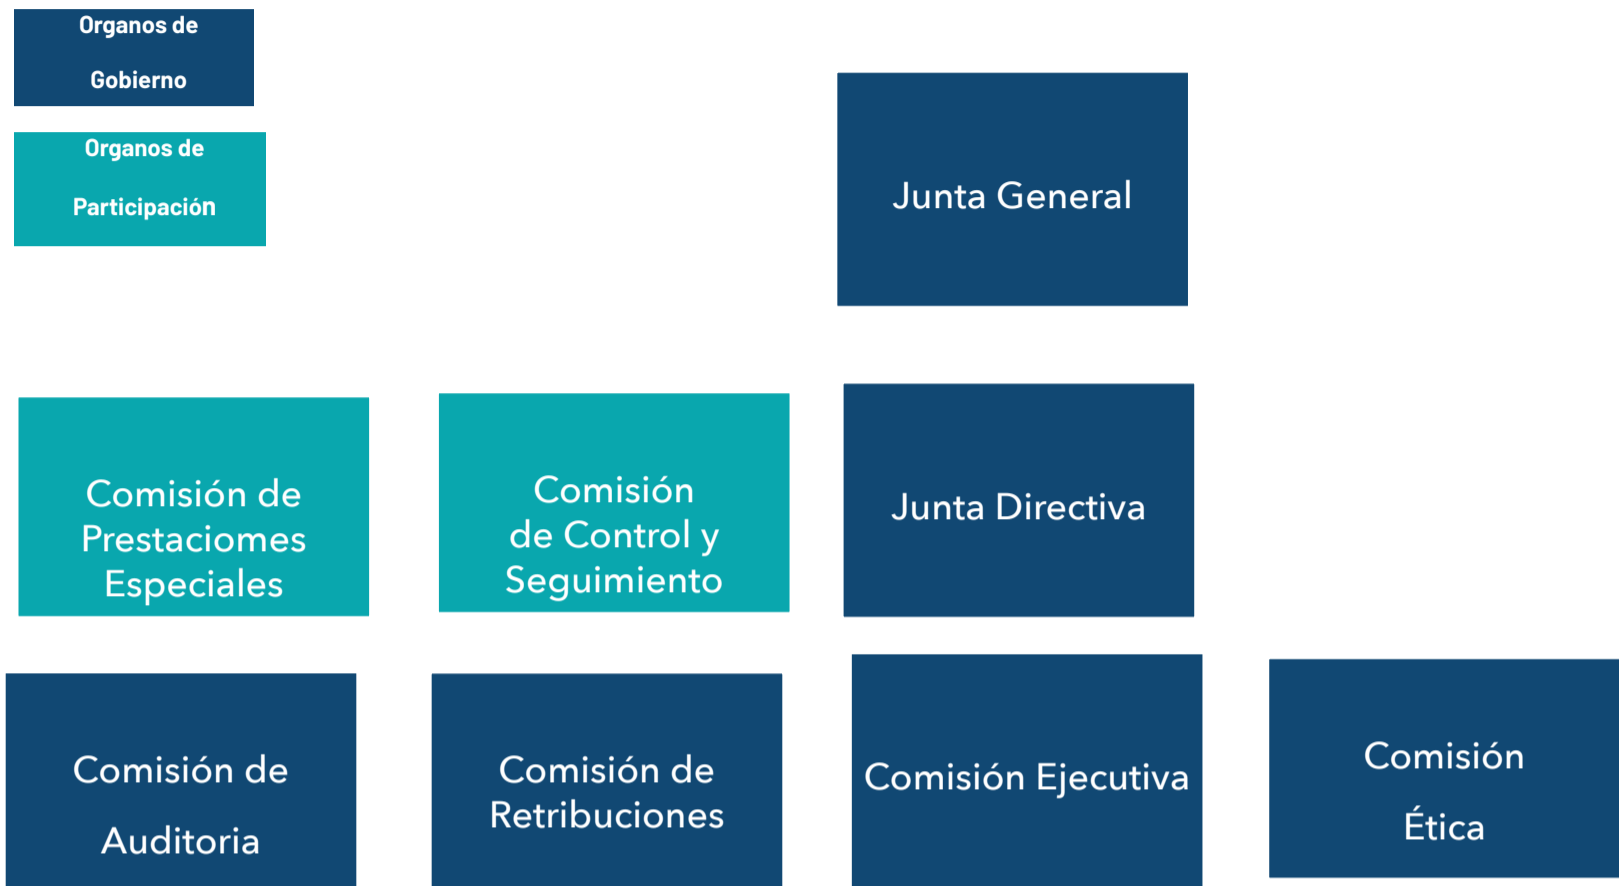 Organos de
Gobierno
Organos de
Participación
Junta General
Comisión de
Prestaciomes
Especiales
Comisión
de Control y
Seguimiento
Junta Directiva
Comisión de
Auditoria
Comisión de
Retribuciones
Comisión Ejecutiva
Comisión
Ética